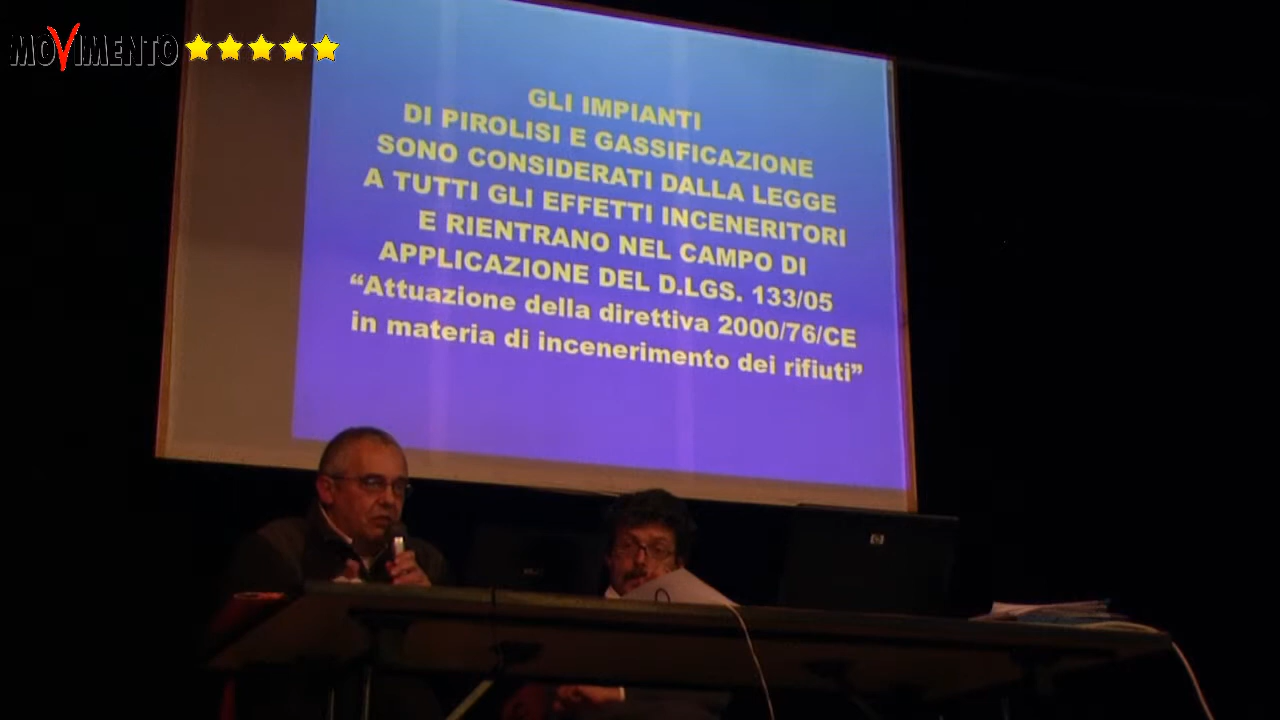 MOVIMENTO
GLI IMPIANTI
DI PIROLISI E GASSIFICAZIONE
SONO CONSIDERATI DALLA LEGGE
A TUTTI GLI EFFETTI INCENERITORI
E RIENTRANO NEL CAMPO DI
APPLICAZIONE DEL D.LGS. 133/05
“Attuazione della direttiva 2000/76/CE
in materia di incenerimento dei rifiuti”
hp